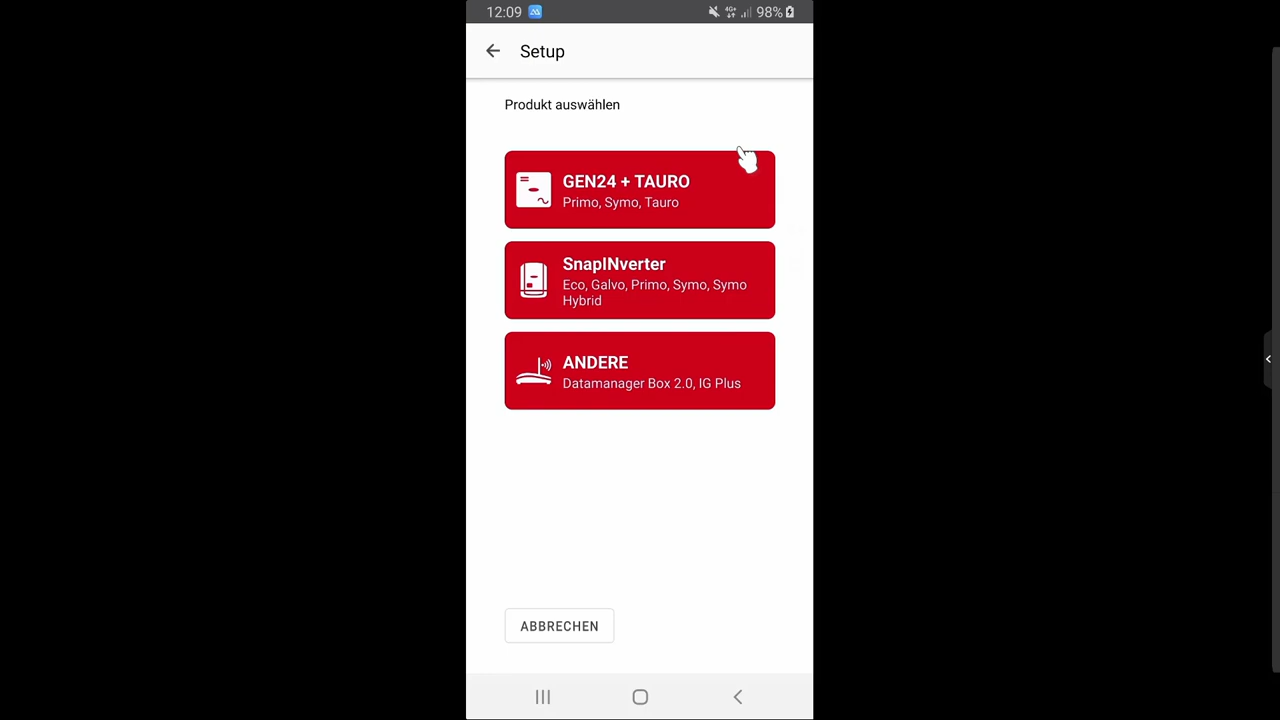 12:09
4G+ 98%
Setup
Produkt auswählen
GEN24 + TAURO
Primo, Symo, Tauro
SnapINverter
Eco, Galvo, Primo, Symo, Symo
Hybrid
ANDERE
Datamanager Box 2.0, IG Plus
ABBRECHEN